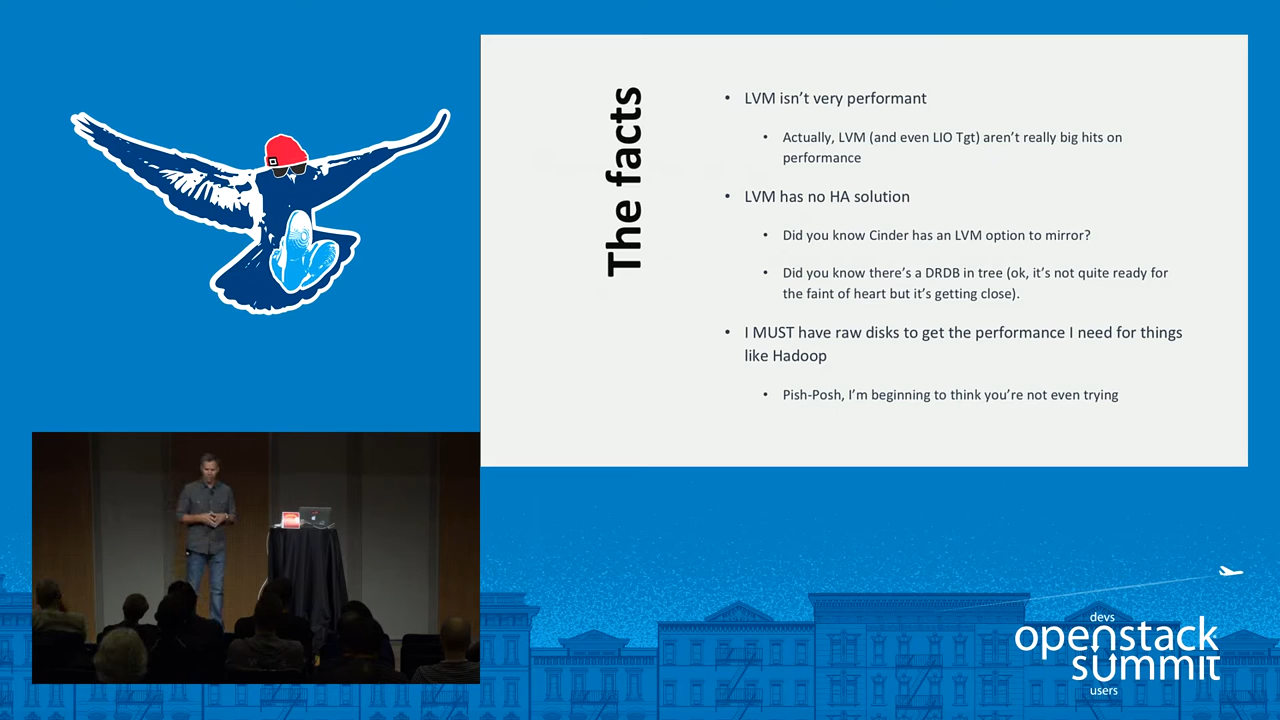 The facts
• LVM isn't very performant
• Actually, LVM (and even LIO Tgt) aren't really big hits on
performance
• LVM has no HA solution
• Did you know Cinder has an LVM option to mirror?
• Did you know there's a DRDB in tree (ok, it's not quite ready for
the faint of heart but it's getting close).
• I MUST have raw disks to get the performance I need for things
like Hadoop
• Pish-Posh, I'm beginning to think you're not even trying
devs
openstack
summit
users